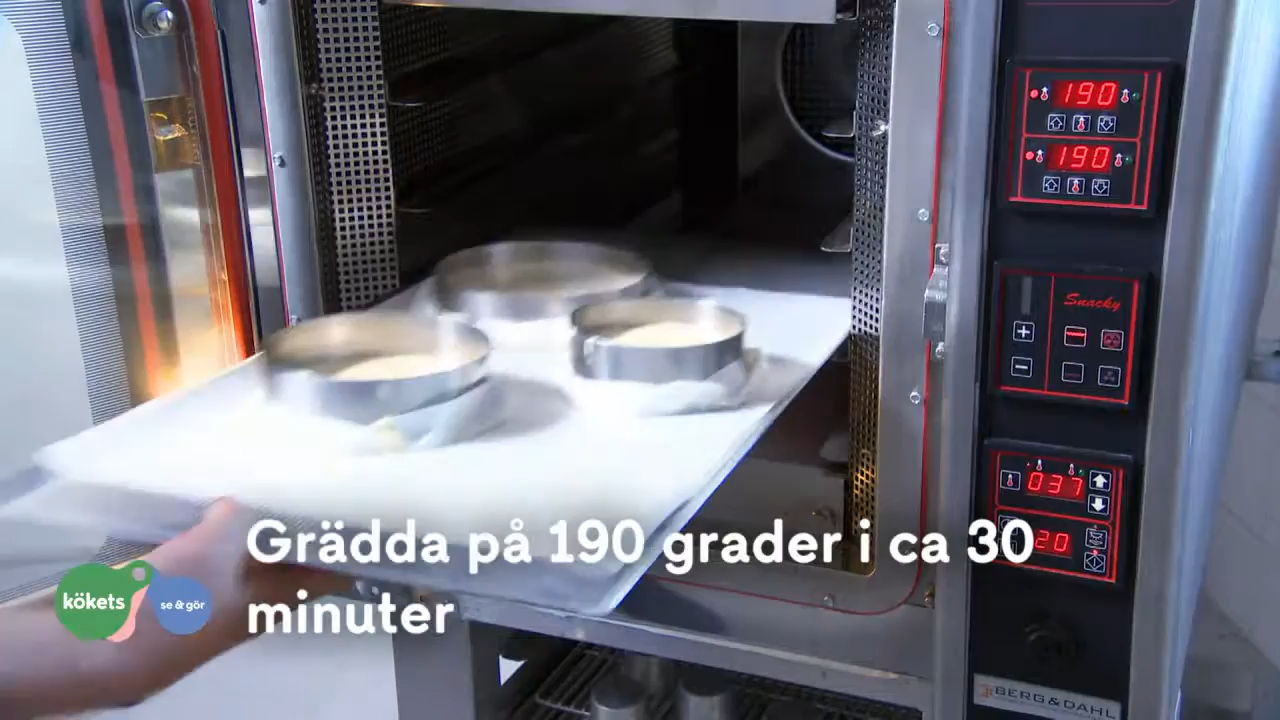 190
190
Snacky
037
20
Grädda på 190 grader i ca 30
minuter
kökets
se & gör
BERG&DAHL